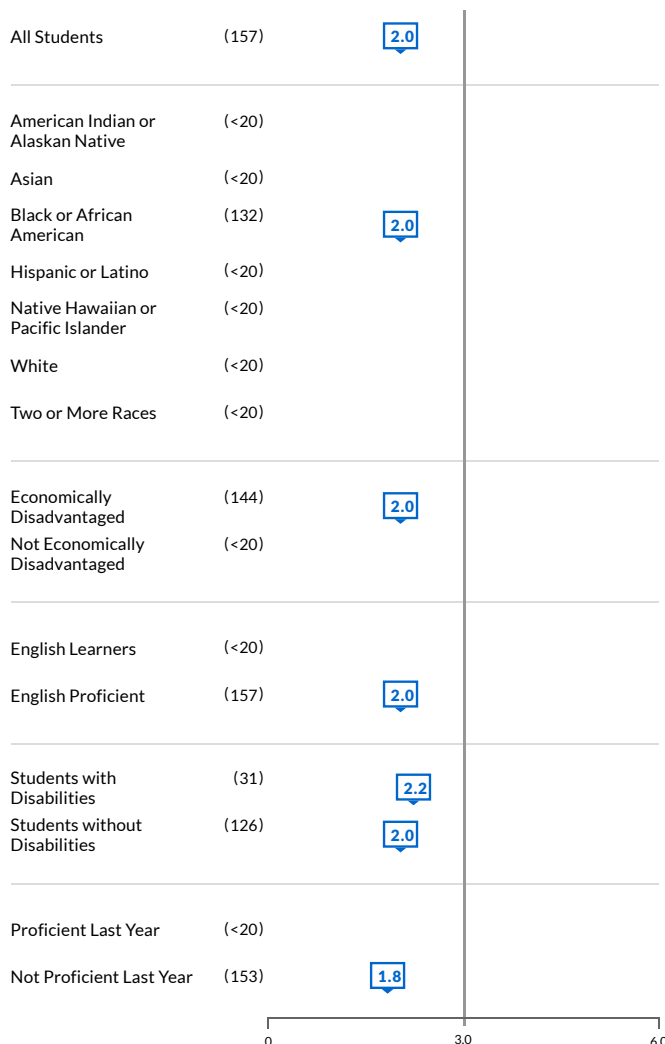 All Students (157) 2.0
American Indian or (<20)
Alaskan Native
Asian (<20)
Black or African (132) 2.0
American
Hispanic or Latino (<20)
Native Hawaiian or (<20)
Pacific Islander
White (<20)
Two or More Races (<20)
Economically (144) 2.0
Disadvantaged
Not Economically (<20)
Disadvantaged
English Learners (<20)
English Proficient (157) 2.0
Students with (31) 2.2
Disabilities
Students without (126) 2.0
Disabilities
Proficient Last Year (<20)
Not Proficient Last Year (153) 1.8
0 3.0 6.0